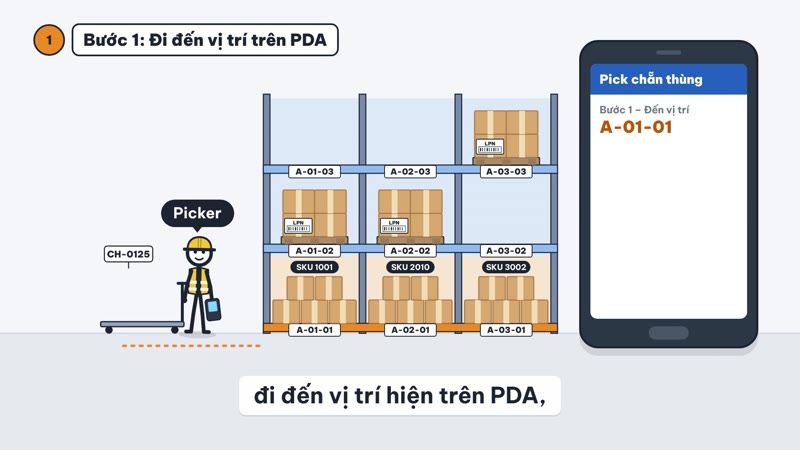 1
Bước 1: Đi đến vị trí trên PDA
Pick chẵn thùng
Bước 1 – Đến vị trí
A-01-01
A-01-03
A-02-03
A-03-03
LPN
Picker
LPN
LPN
CH-0125
A-01-02
A-02-02
A-03-02
SKU 1001
SKU 2010
SKU 3002
A-01-01
A-02-01
A-03-01
đi đến vị trí hiện trên PDA,